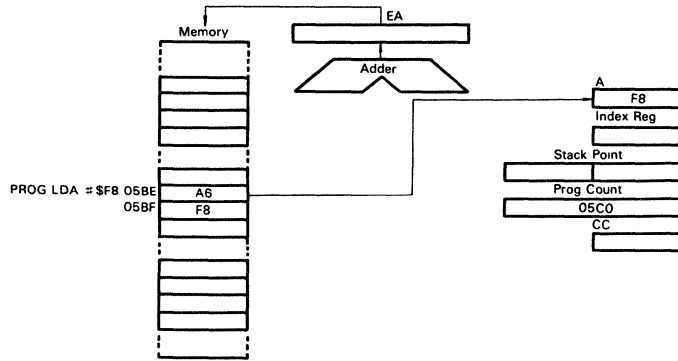 EA
Memory
Adder
A
F8
Index Reg
Stack Point
Prog Count
05C0
CC
PROG LDA #$F8 05BE
A6
05BF
F8